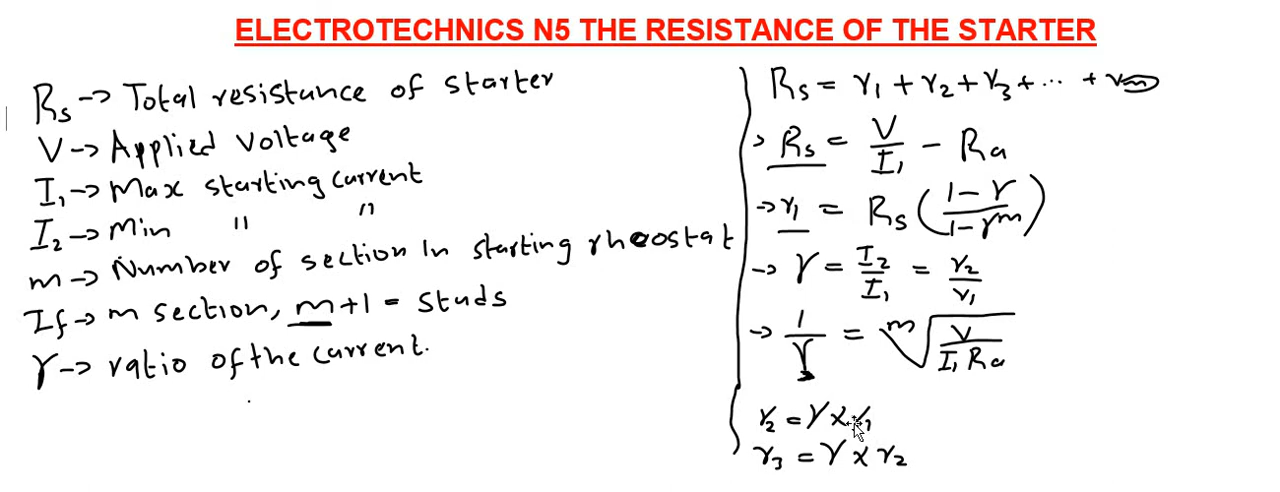 ELECTROTECHNICS N5 THE RESISTANCE OF THE STARTER
Rs → Total resistance of starter
V → Applied voltage
I₁ → Max starting current
I₂ → Min " "
m → Number of section In starting rheostat
If → m section, m+1 = studs
γ → ratio of the current.
Rs = r₁ + r₂ + r₃ + ... + rm
→ Rs = V/I₁ - Ra
→ r₁ = Rs ((1-γ)/(1-γᵐ))
→ γ = I₂/I₁ = r₂/r₁
→ 1/γ = ᵐ√(V/(I₁Ra))
r₂ = γ × r₁
r₃ = γ × r₂